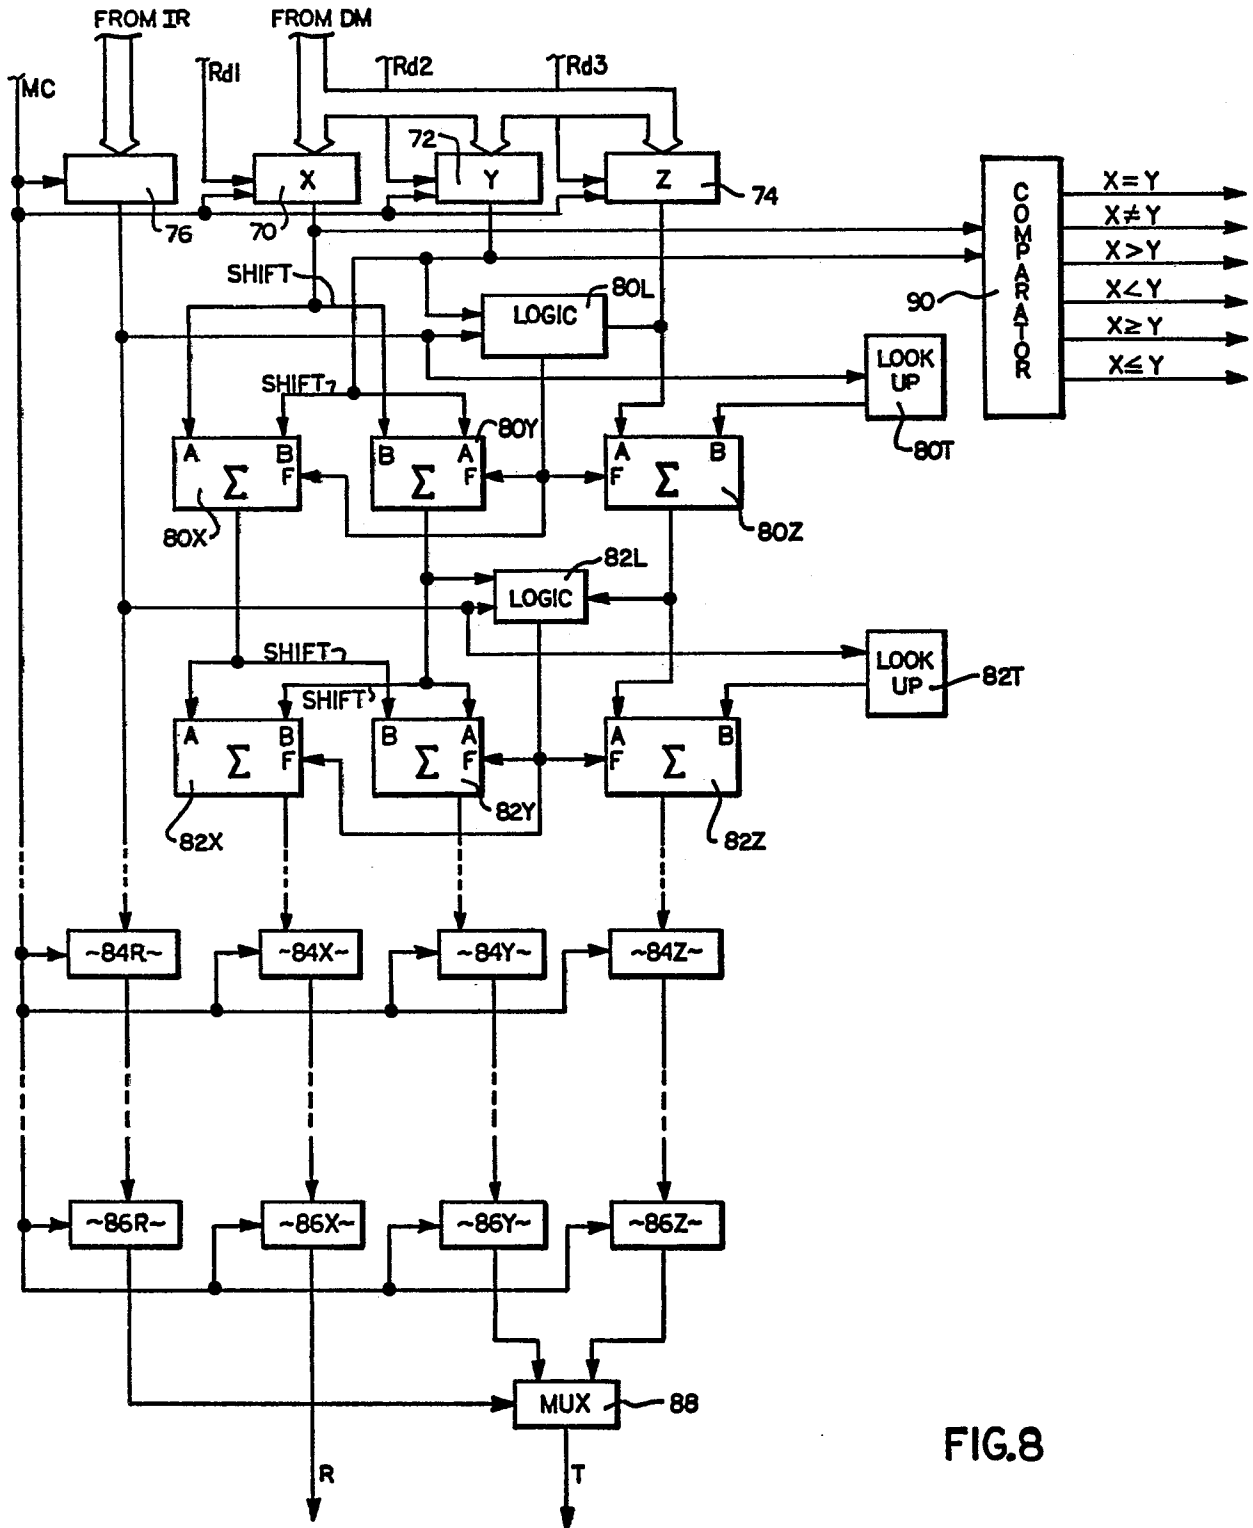 FROM IR
FROM DM
MC
Rd1
Rd2
Rd3
72
X
Y
Z
76
70
74
X=Y
X≠Y
X>Y
X<Y
X≥Y
X≤Y
COMPARATOR
90
SHIFT
80L
LOGIC
LOOK UP
80T
SHIFT
80Y
A
B
F
Σ
B
A
F
Σ
A
B
F
Σ
80X
80Z
82L
LOGIC
SHIFT
SHIFT
LOOK UP
82T
A
B
F
Σ
B
A
F
Σ
A
B
F
Σ
82X
82Y
82Z
~84R~
~84X~
~84Y~
~84Z~
~86R~
~86X~
~86Y~
~86Z~
MUX
88
R
T
FIG.8